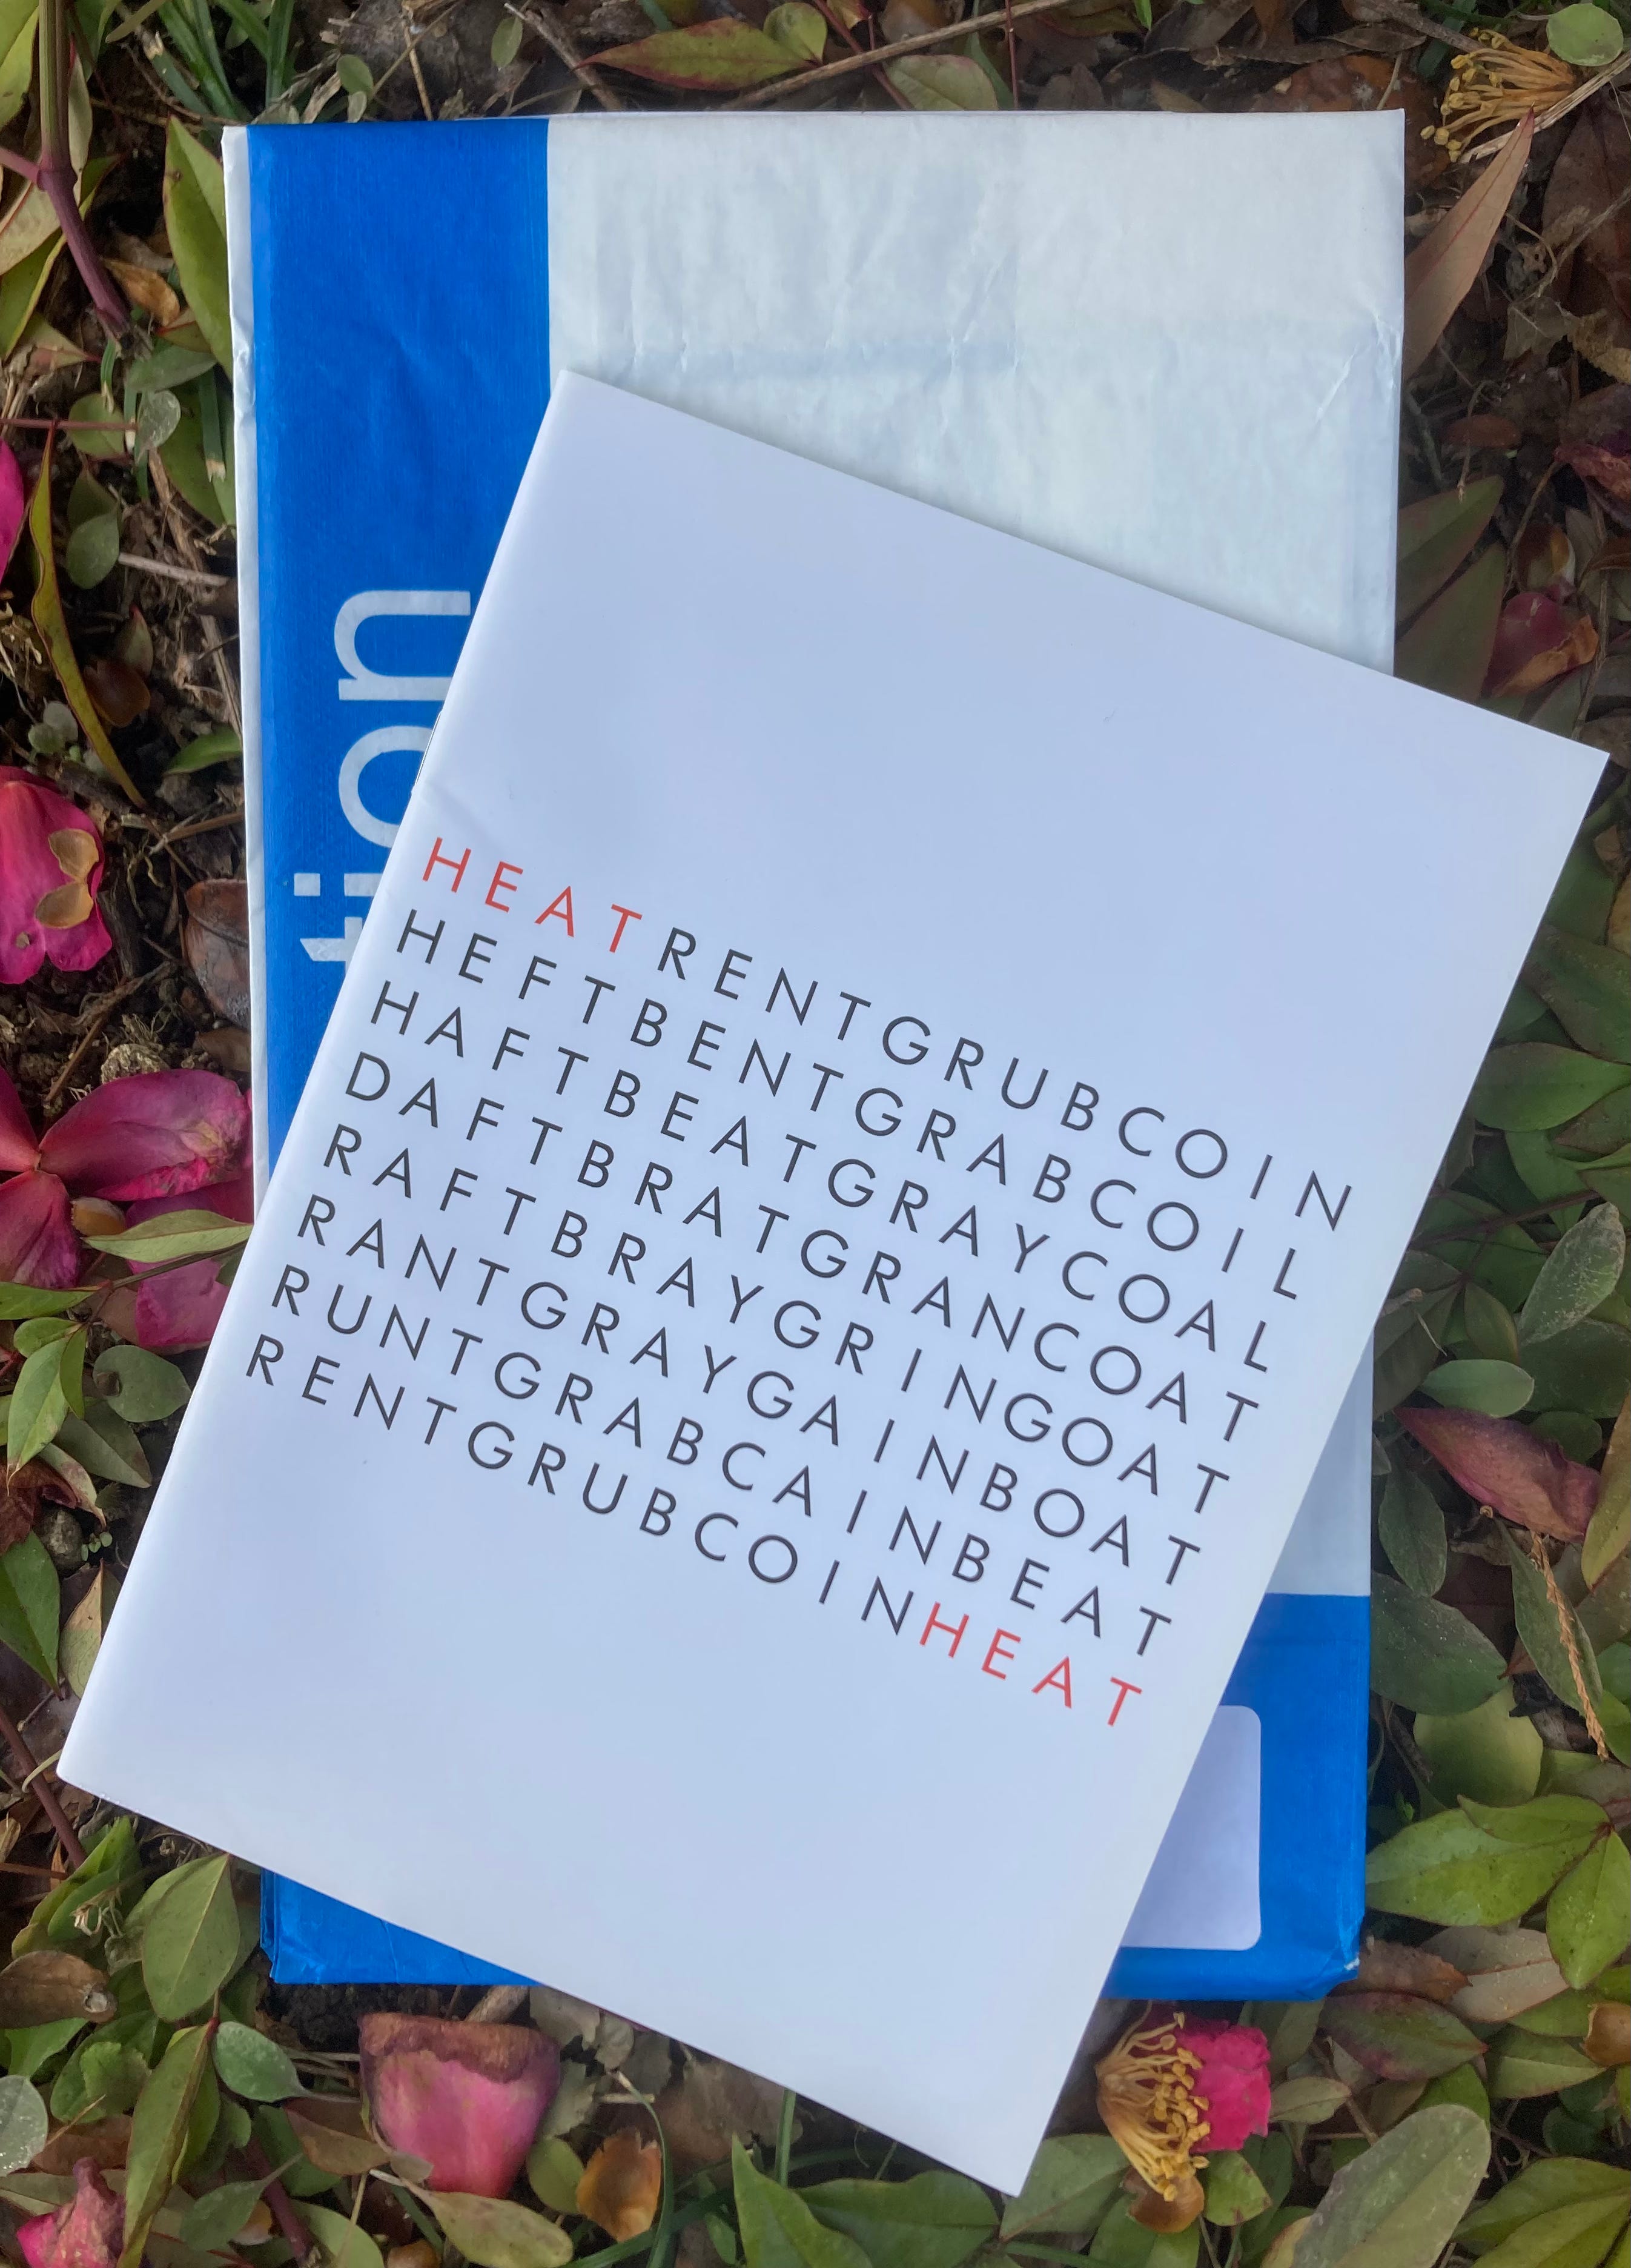 tion
HEATRENTGRUBCOIN
HEFTBENTGRABCOIL
HAFTBEATGRAYCOAL
DAFTBRATGRANCOAT
RAFTBRAYGRINGOAT
RANTGRAYGAINBOAT
RUNTGRABCAINBEAT
RENTGRUBCOINHEAT